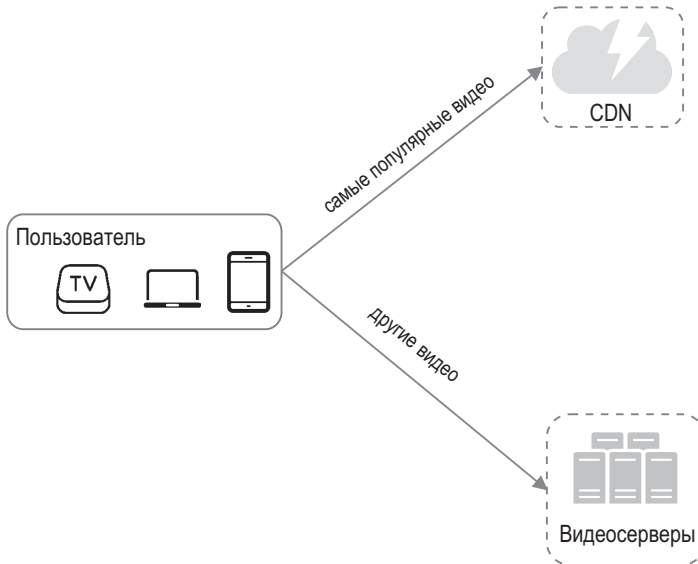 CDN
самые популярные видео
Пользователь
TV
другие видео
Видеосерверы